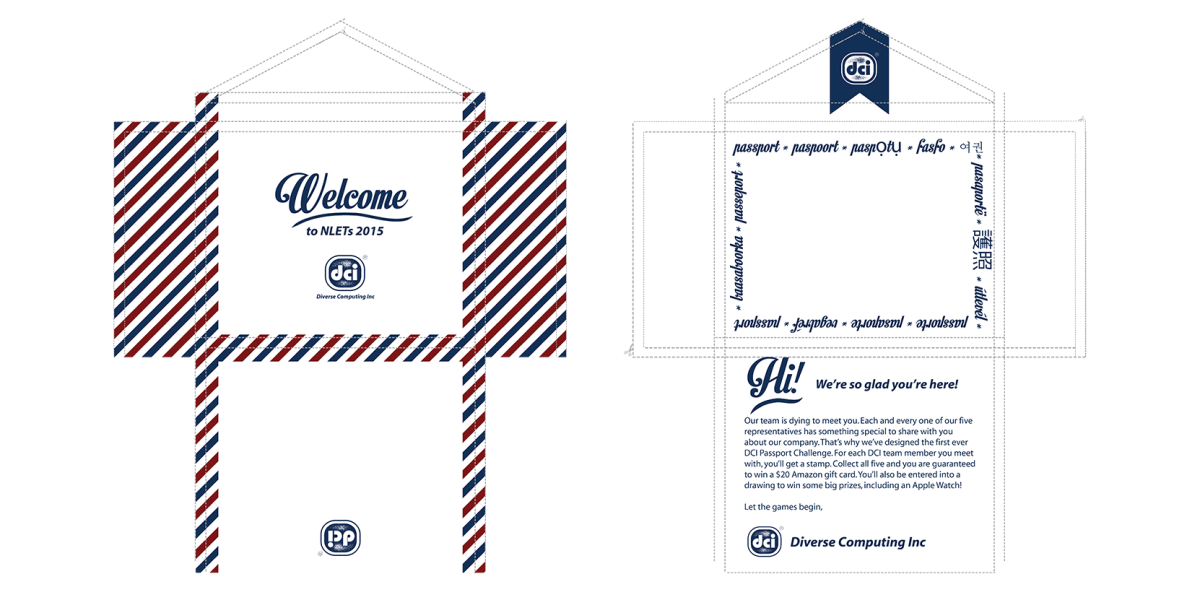 Welcome
to NLETs 2015
dci
Diverse Computing Inc
dci
dci
passport * paspoort * paspỌtụ * fasfo * 여권
* pasaportë * 護照 * útlevél *
passaporte * pasaporte * vegabréf * passport
baasaboorka * passeport *
Hi! We're so glad you're here!
Our team is dying to meet you. Each and every one of our five
representatives has something special to share with you
about our company. That's why we've designed the first ever
DCI Passport Challenge. For each DCI team member you meet
with, you'll get a stamp. Collect all five and you are guaranteed
to win a $20 Amazon gift card. You'll also be entered into a
drawing to win some big prizes, including an Apple Watch!
Let the games begin,
dci Diverse Computing Inc